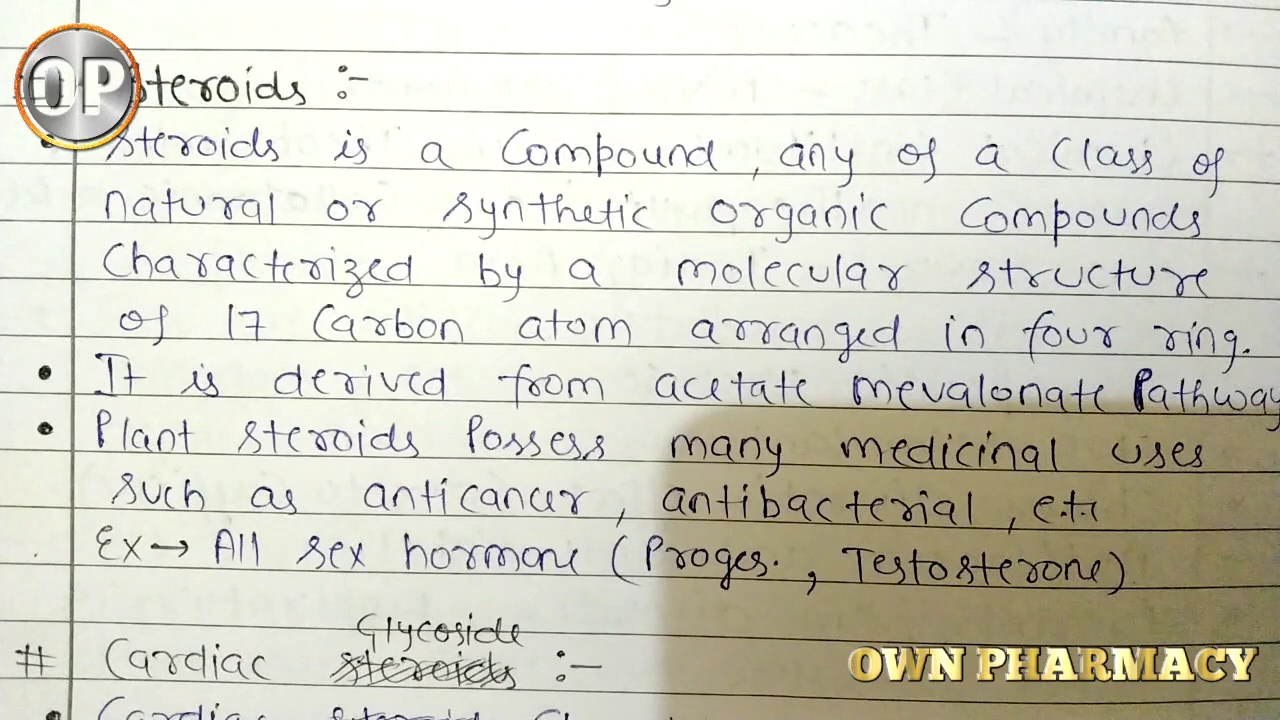 OP
# Steroids :-
• Steroids is a Compound, any of a Class of
natural or synthetic organic Compounds
Characterized by a molecular structure
of 17 Carbon atom arranged in four ring.
• It is derived from acetate mevalonate Pathway
• Plant steroids Possess many medicinal uses
such as anticancer, antibacterial, etc
Ex→ All sex hormone (Proges. , Testosterone)
Glycoside
# Cardiac steroids :-
• Cardiac steroid
OWN PHARMACY